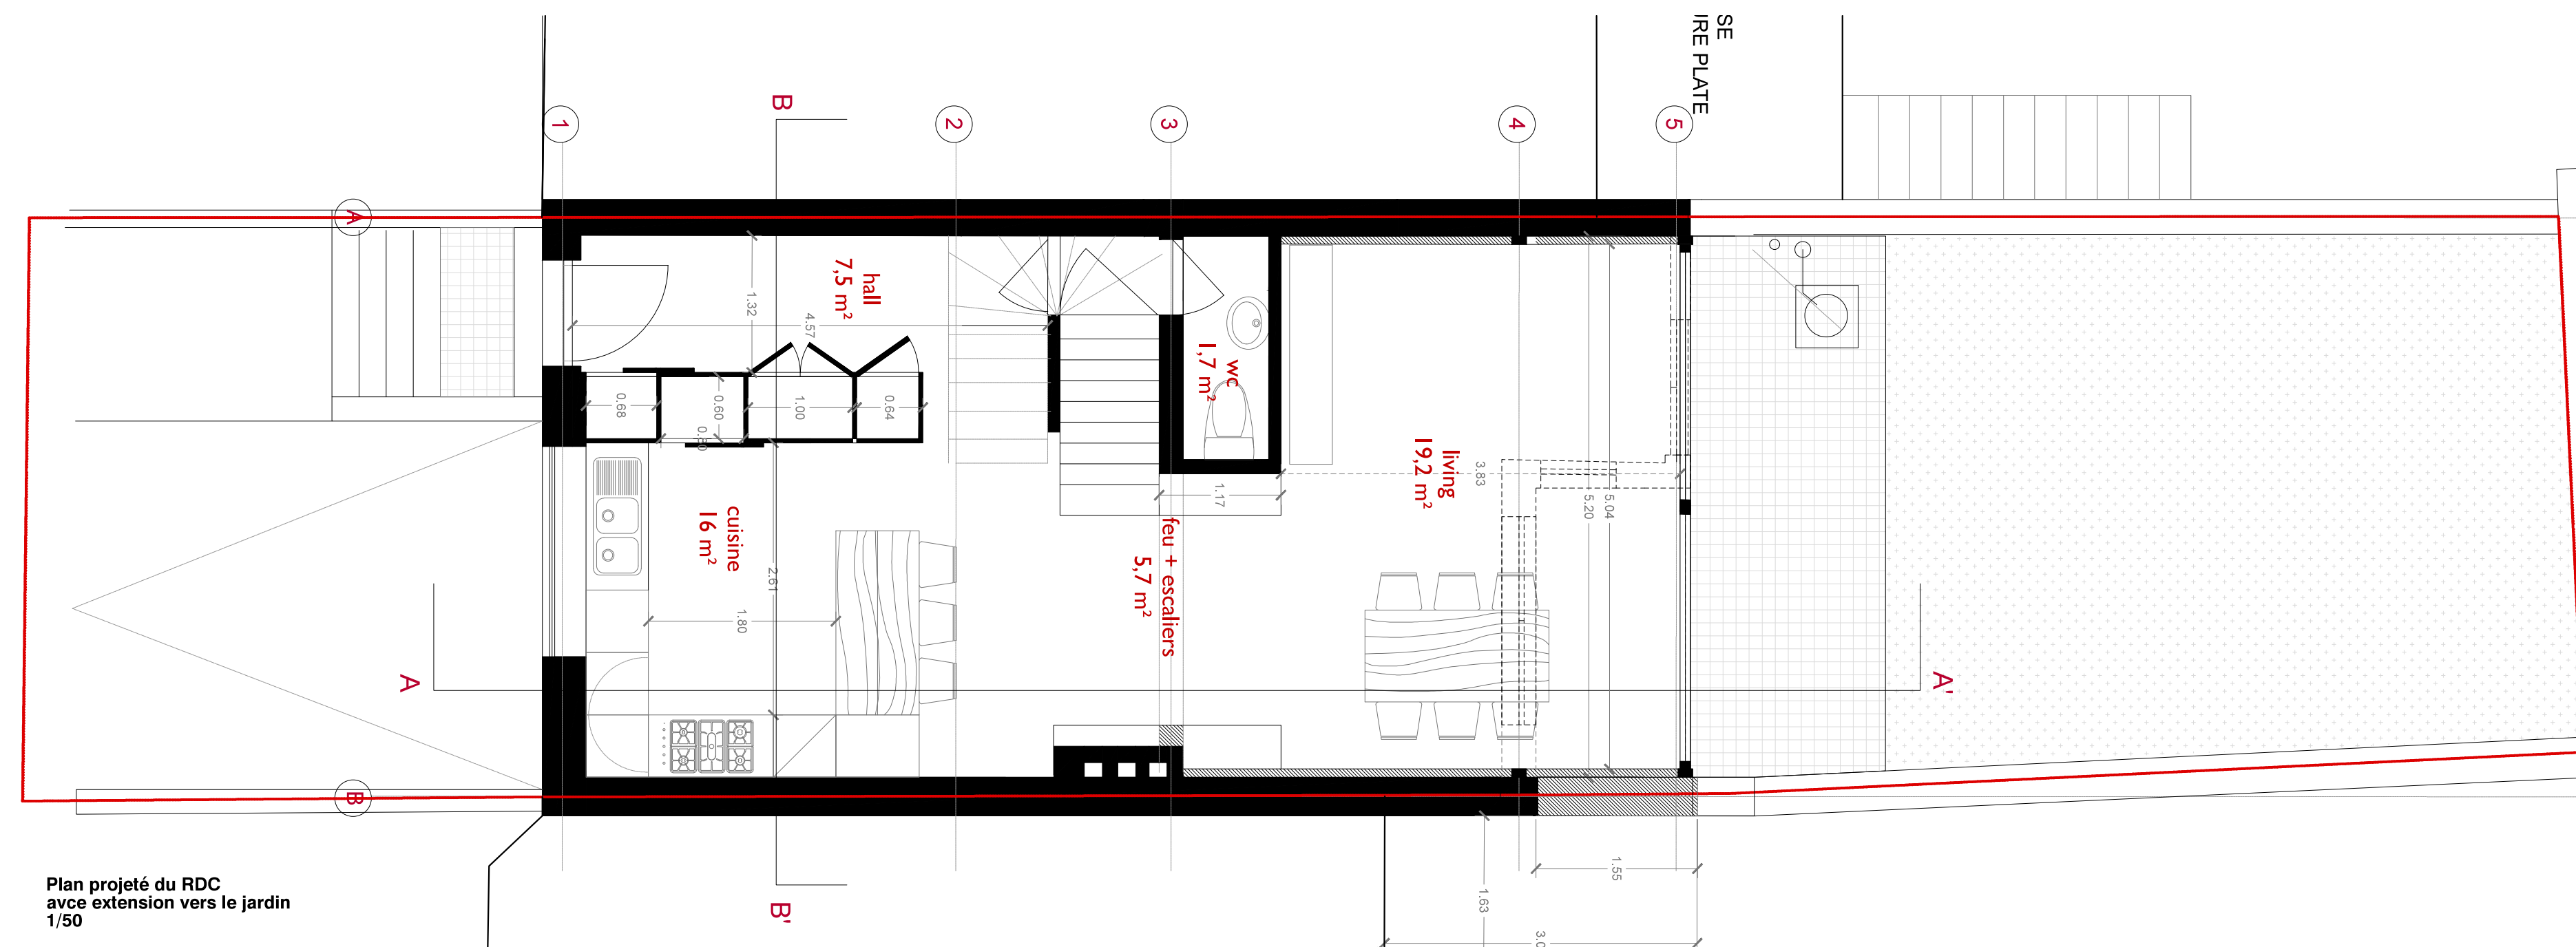 SE
URE PLATE
1
2
3
4
5
A
B
B
B'
A
A'
hall
7,5 m²
wc
1,7 m²
living
19,2 m²
cuisine
16 m²
feu + escaliers
5,7 m²
1.32
4.57
0.68
0.60
0.50
1.00
0.64
2.61
1.80
1.17
3.83
5.20
5.04
1.55
1.63
Plan projeté du RDC
avce extension vers le jardin
1/50